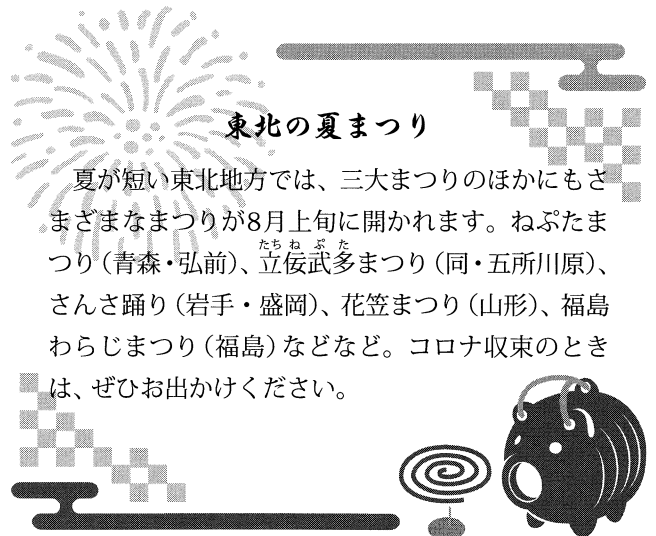 東北の夏まつり
夏が短い東北地方では、三大まつりのほかにもさ
まざまなまつりが8月上旬に開かれます。ねぷたま
つり（青森・弘前）、立佞武多まつり（同・五所川原）、
さんさ踊り（岩手・盛岡）、花笠まつり（山形）、福島
わらじまつり（福島）などなど。コロナ収束のとき
は、ぜひお出かけください。